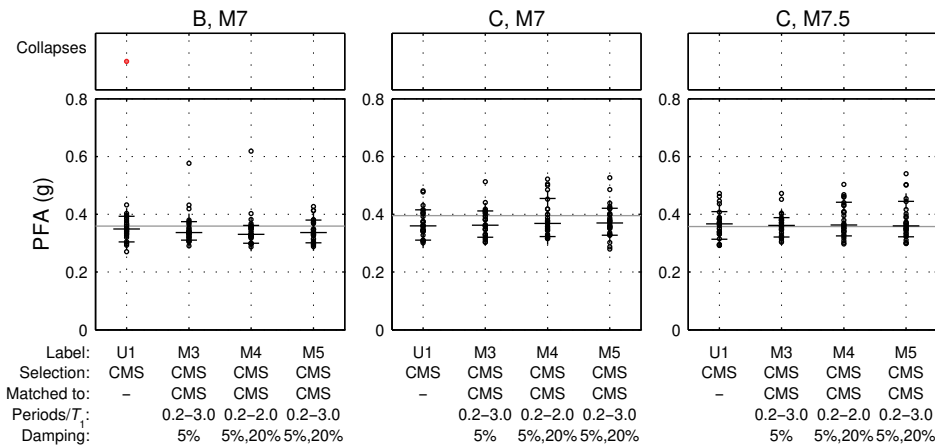 B, M7 C, M7 C, M7.5
Collapses
0.8 0.8 0.8
0.6 0.6 0.6
PFA (g)
0.4 0.4 0.4
0.2 0.2 0.2
0 0 0
Label: U1 M3 M4 M5 U1 M3 M4 M5 U1 M3 M4 M5
Selection: CMS CMS CMS CMS CMS CMS CMS CMS CMS CMS CMS CMS
Matched to: – CMS CMS CMS – CMS CMS CMS – CMS CMS CMS
Periods/T1: 0.2–3.0 0.2–2.0 0.2–3.0 0.2–3.0 0.2–2.0 0.2–3.0 0.2–3.0 0.2–2.0 0.2–3.0
Damping: 5% 5%,20% 5%,20% 5% 5%,20% 5%,20% 5% 5%,20% 5%,20%